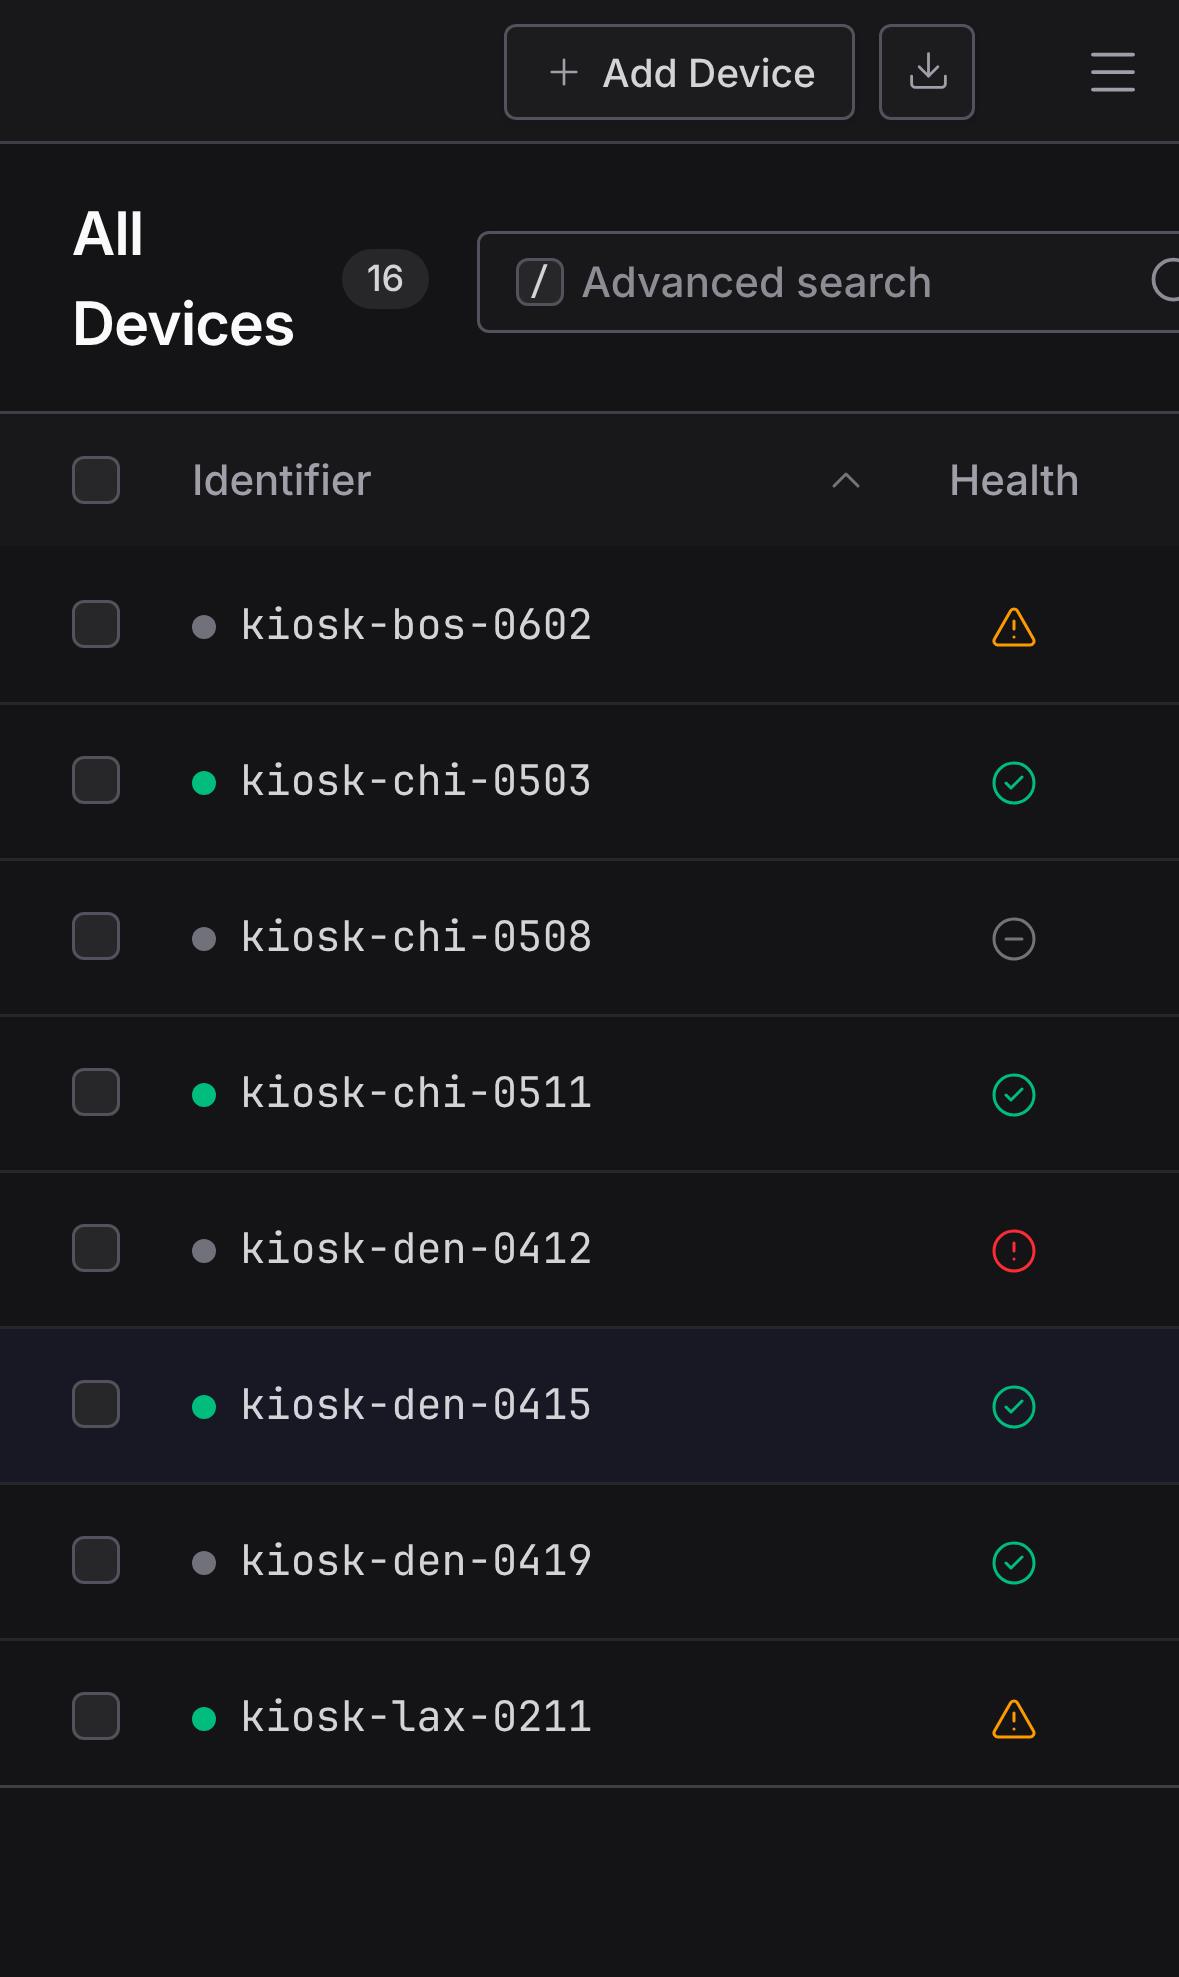 Add Device
All
Devices
16
/ Advanced search
Identifier
Health
kiosk-bos-0602
kiosk-chi-0503
kiosk-chi-0508
kiosk-chi-0511
kiosk-den-0412
kiosk-den-0415
kiosk-den-0419
kiosk-lax-0211